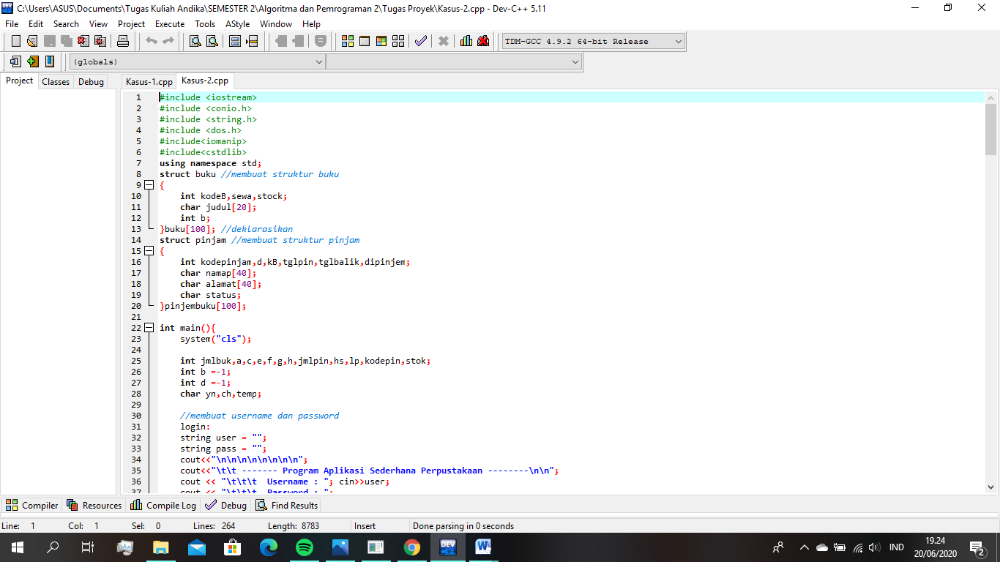 C:\Users\ASUS\Documents\Tugas Kuliah Andika\SEMESTER 2\Algoritma dan Pemrograman 2\Tugas Proyek\Kasus-2.cpp - Dev-C++ 5.11
File Edit Search View Project Execute Tools AStyle Window Help
TDM-GCC 4.9.2 64-bit Release
(globals)
Project Classes Debug Kasus-1.cpp Kasus-2.cpp
1 #include <iostream>
2 #include <conio.h>
3 #include <string.h>
4 #include <dos.h>
5 #include<iomanip>
6 #include<cstdlib>
7 using namespace std;
8 struct buku //membuat struktur buku
9 {
10     int kodeB,sewa,stock;
11     char judul[20];
12     int b;
13 }buku[100]; //deklarasikan
14 struct pinjam //membuat struktur pinjam
15 {
16     int kodepinjam,d,kB,tglpin,tglbalik,dipinjem;
17     char namap[40];
18     char alamat[40];
19     char status;
20 }pinjembuku[100];
21
22 int main(){
23     system("cls");
24
25     int jmlbuk,a,c,e,f,g,h,jmlpin,hs,lp,kodepin,stok;
26     int b =-1;
27     int d =-1;
28     char yn,ch,temp;
29
30     //membuat username dan password
31     login:
32     string user = "";
33     string pass = "";
34     cout<<"\n\n\n\n\n\n\n\n";
35     cout<<"\t\t ------- Program Aplikasi Sederhana Perpustakaan --------\n\n";
36     cout << "\t\t\t  Username : "; cin>>user;
37     cout << "\t\t\t  Password : ";
Compiler Resources Compile Log Debug Find Results
Line: 1 Col: 1 Sel: 0 Lines: 264 Length: 8783 Insert Done parsing in 0 seconds
DEV
IND
19.24
20/06/2020
2